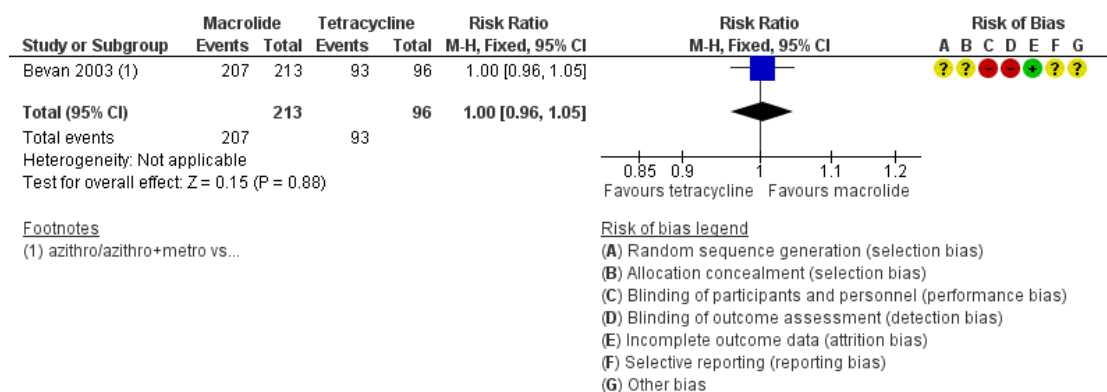 Macrolide Tetracycline Risk Ratio Risk Ratio Risk of Bias
Study or Subgroup Events Total Events Total M-H, Fixed, 95% CI M-H, Fixed, 95% CI A B C D E F G
Bevan 2003 (1) 207 213 93 96 1.00 [0.96, 1.05] ? ? - - + ? ?
Total (95% CI) 213 96 1.00 [0.96, 1.05]
Total events 207 93
Heterogeneity: Not applicable
Test for overall effect: Z = 0.15 (P = 0.88)
0.85 0.9 1 1.1 1.2
Favours tetracycline Favours macrolide
Footnotes
(1) azithro/azithro+metro vs...
Risk of bias legend
(A) Random sequence generation (selection bias)
(B) Allocation concealment (selection bias)
(C) Blinding of participants and personnel (performance bias)
(D) Blinding of outcome assessment (detection bias)
(E) Incomplete outcome data (attrition bias)
(F) Selective reporting (reporting bias)
(G) Other bias